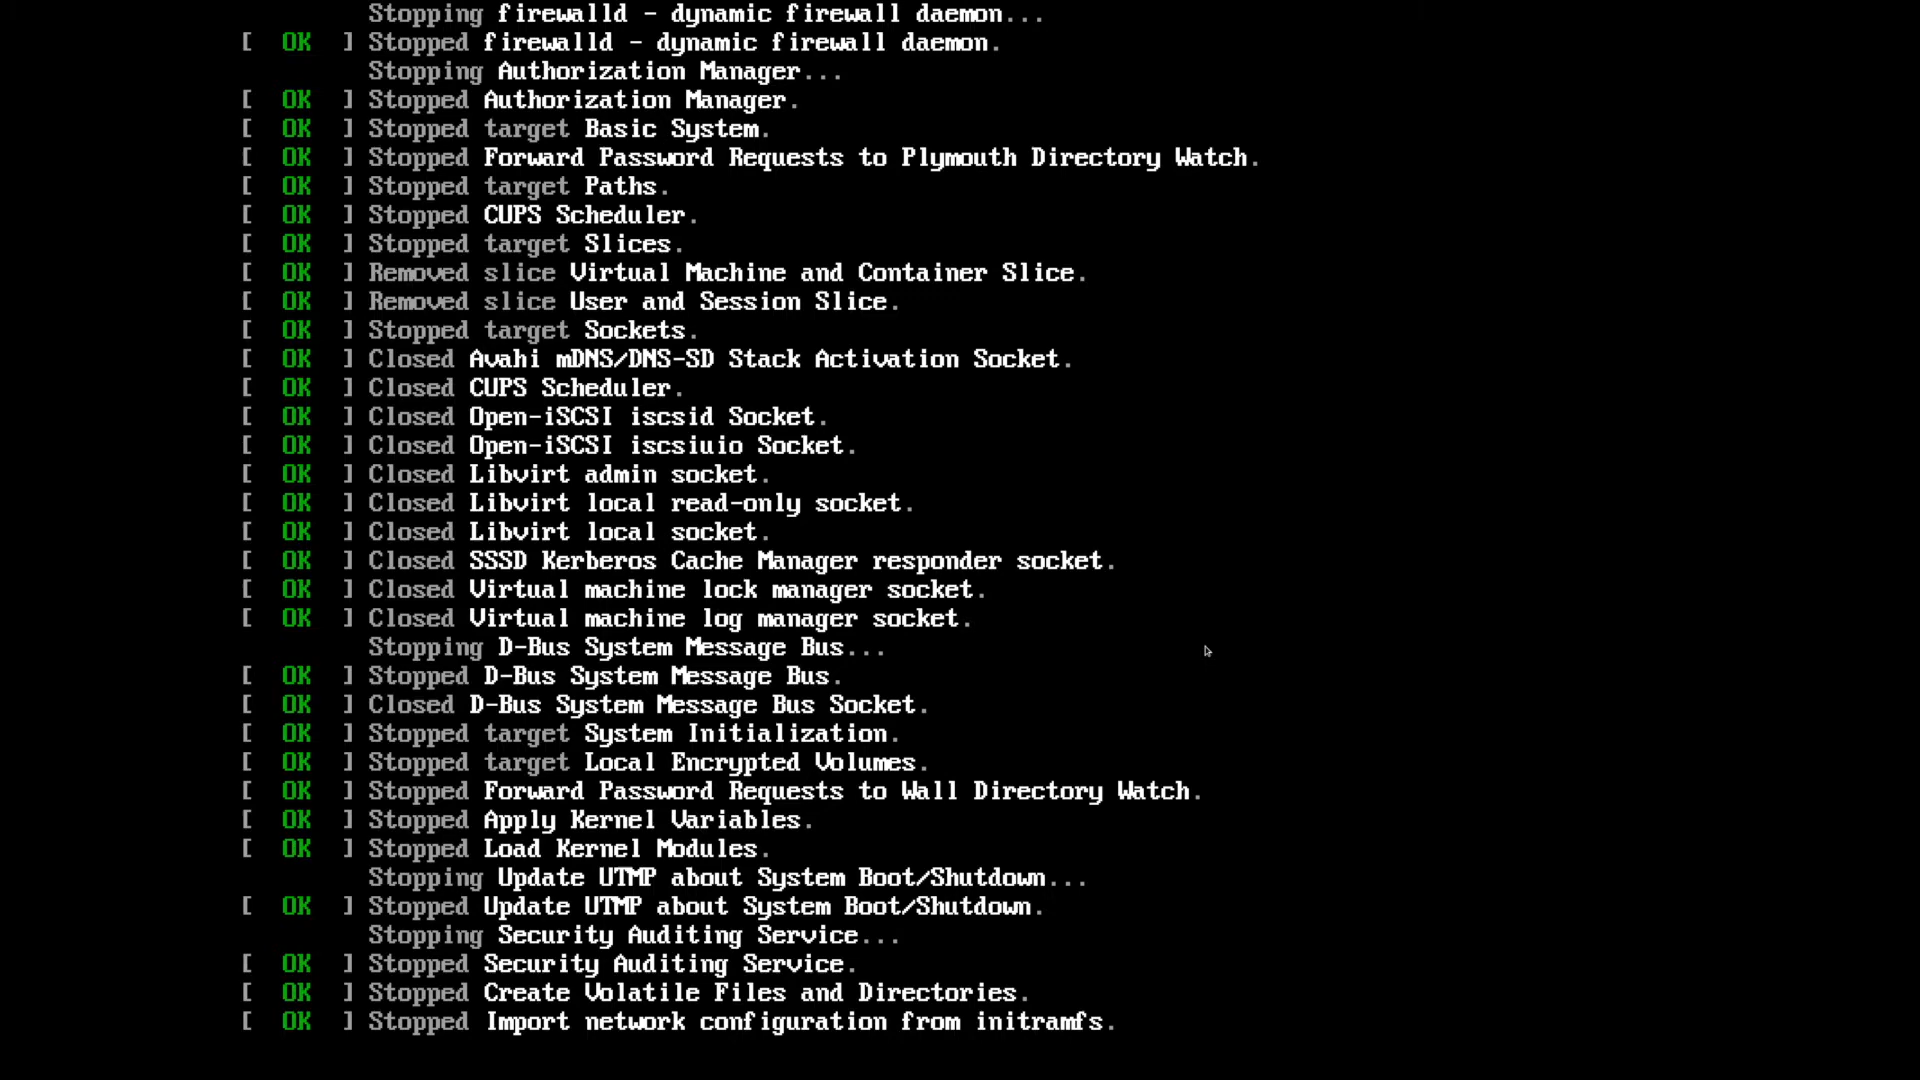 Stopping firewalld - dynamic firewall daemon...
[  OK  ] Stopped firewalld - dynamic firewall daemon.
Stopping Authorization Manager...
[  OK  ] Stopped Authorization Manager.
[  OK  ] Stopped target Basic System.
[  OK  ] Stopped Forward Password Requests to Plymouth Directory Watch.
[  OK  ] Stopped target Paths.
[  OK  ] Stopped CUPS Scheduler.
[  OK  ] Stopped target Slices.
[  OK  ] Removed slice Virtual Machine and Container Slice.
[  OK  ] Removed slice User and Session Slice.
[  OK  ] Stopped target Sockets.
[  OK  ] Closed Avahi mDNS/DNS-SD Stack Activation Socket.
[  OK  ] Closed CUPS Scheduler.
[  OK  ] Closed Open-iSCSI iscsid Socket.
[  OK  ] Closed Open-iSCSI iscsiuio Socket.
[  OK  ] Closed Libvirt admin socket.
[  OK  ] Closed Libvirt local read-only socket.
[  OK  ] Closed Libvirt local socket.
[  OK  ] Closed SSSD Kerberos Cache Manager responder socket.
[  OK  ] Closed Virtual machine lock manager socket.
[  OK  ] Closed Virtual machine log manager socket.
Stopping D-Bus System Message Bus...
[  OK  ] Stopped D-Bus System Message Bus.
[  OK  ] Closed D-Bus System Message Bus Socket.
[  OK  ] Stopped target System Initialization.
[  OK  ] Stopped target Local Encrypted Volumes.
[  OK  ] Stopped Forward Password Requests to Wall Directory Watch.
[  OK  ] Stopped Apply Kernel Variables.
[  OK  ] Stopped Load Kernel Modules.
Stopping Update UTMP about System Boot/Shutdown...
[  OK  ] Stopped Update UTMP about System Boot/Shutdown.
Stopping Security Auditing Service...
[  OK  ] Stopped Security Auditing Service.
[  OK  ] Stopped Create Volatile Files and Directories.
[  OK  ] Stopped Import network configuration from initramfs.